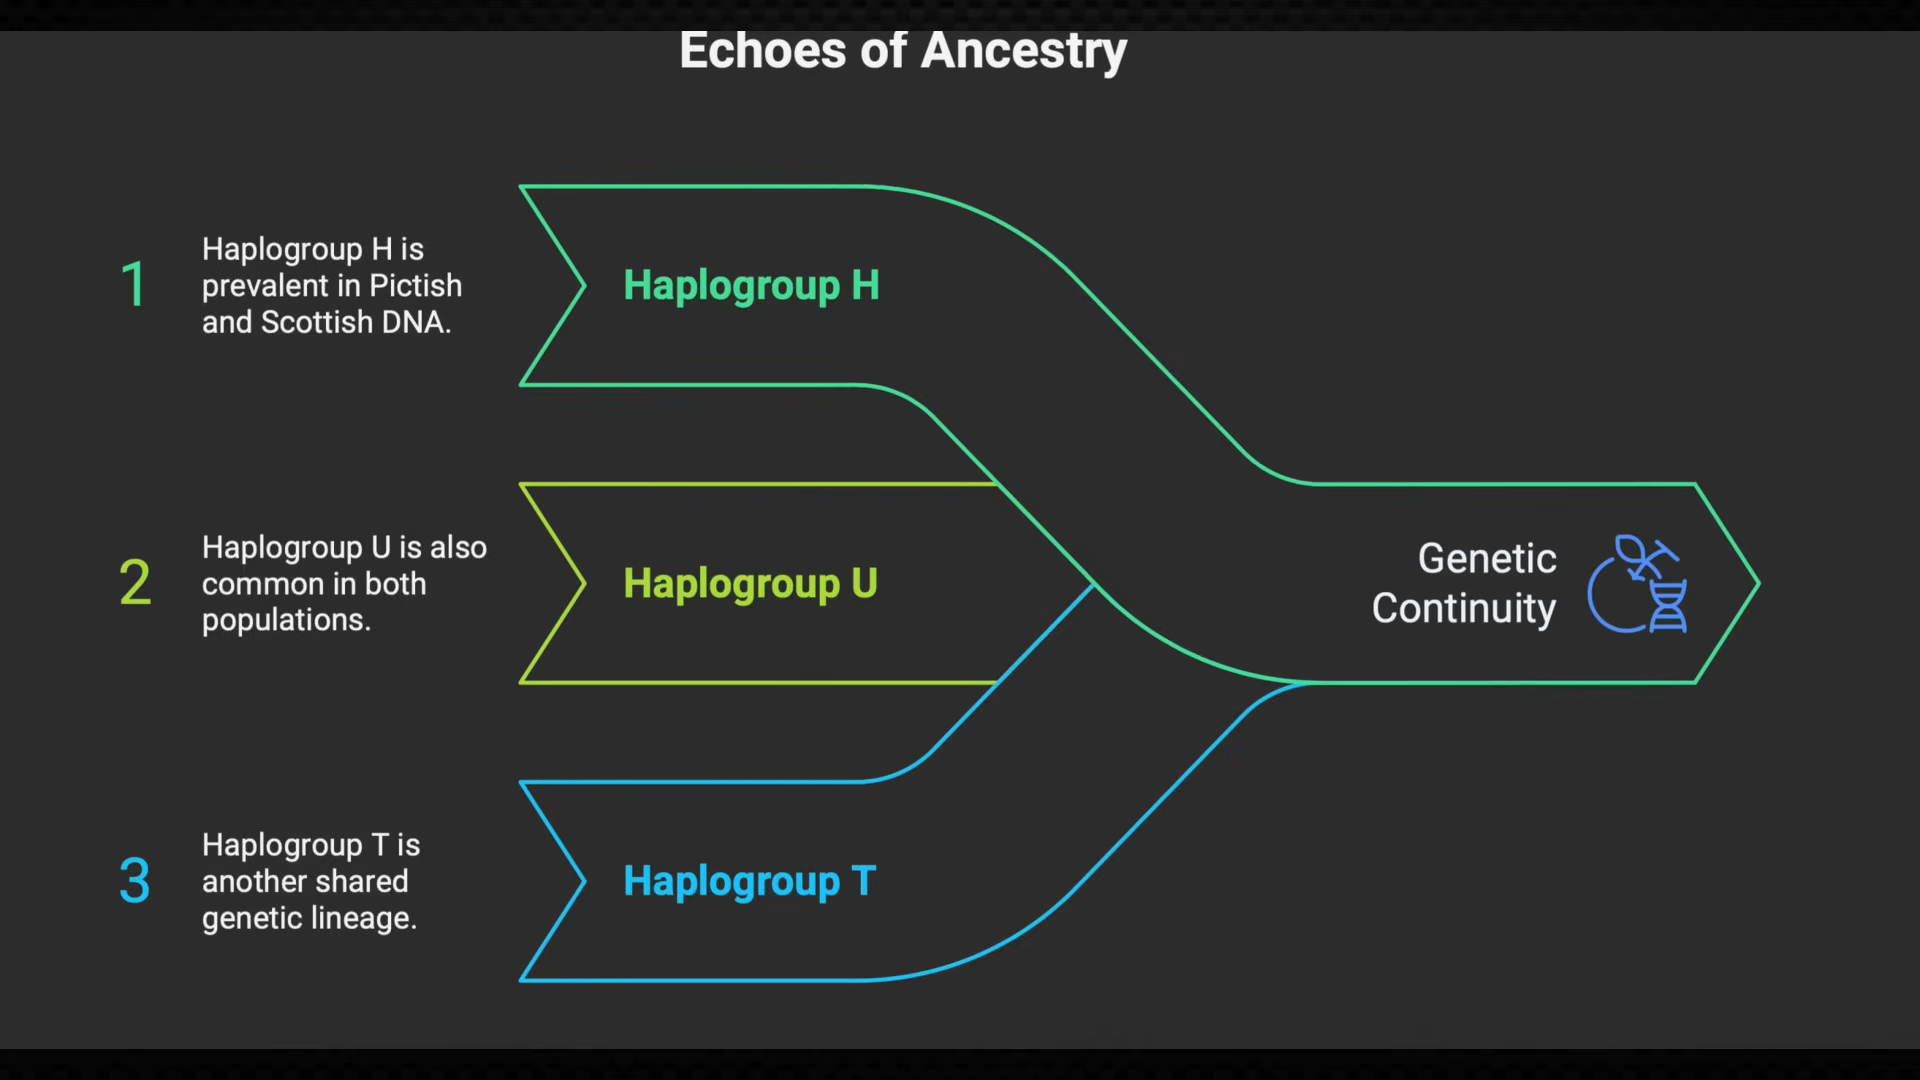 Echoes of Ancestry
1
Haplogroup H is
prevalent in Pictish
and Scottish DNA.
Haplogroup H
2
Haplogroup U is also
common in both
populations.
Haplogroup U
Genetic
Continuity
3
Haplogroup T is
another shared
genetic lineage.
Haplogroup T